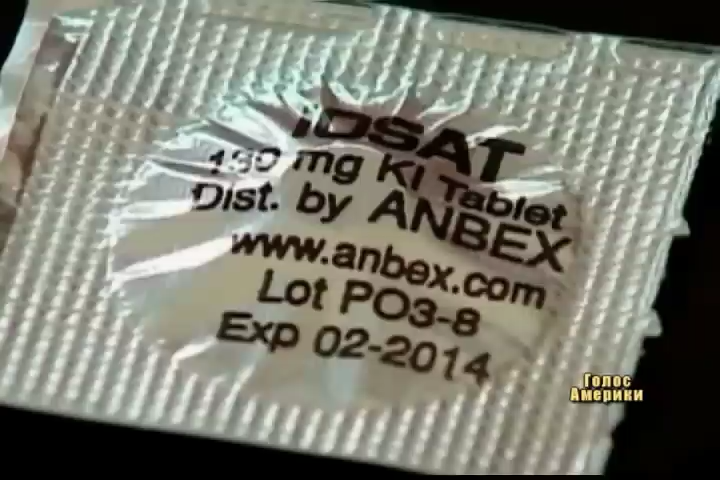 iOSAT
130 mg KI Tablet
Dist. by ANBEX
www.anbex.com
Lot PO3-8
Exp 02-2014
Голос
Америки